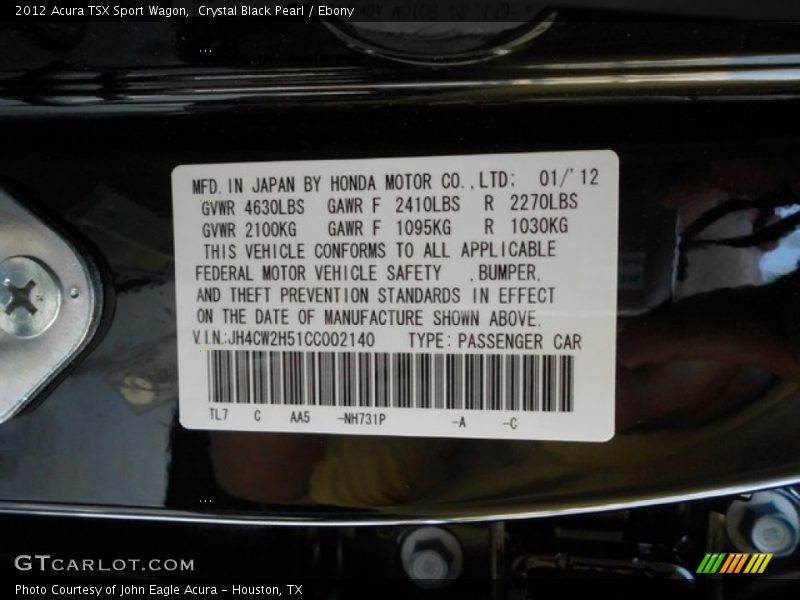 2012 Acura TSX Sport Wagon,  Crystal Black Pearl / Ebony
MFD. IN JAPAN BY HONDA MOTOR CO.,LTD; 01/'12
GVWR 4630LBS GAWR F 2410LBS R 2270LBS
GVWR 2100KG GAWR F 1095KG R 1030KG
THIS VEHICLE CONFORMS TO ALL APPLICABLE
FEDERAL MOTOR VEHICLE SAFETY ,BUMPER,
AND THEFT PREVENTION STANDARDS IN EFFECT
ON THE DATE OF MANUFACTURE SHOWN ABOVE.
V.I.N.:JH4CW2H51CC002140 TYPE: PASSENGER CAR
TL7 C AA5 -NH731P -A -C
GTCARLOT.COM
Photo Courtesy of John Eagle Acura - Houston, TX